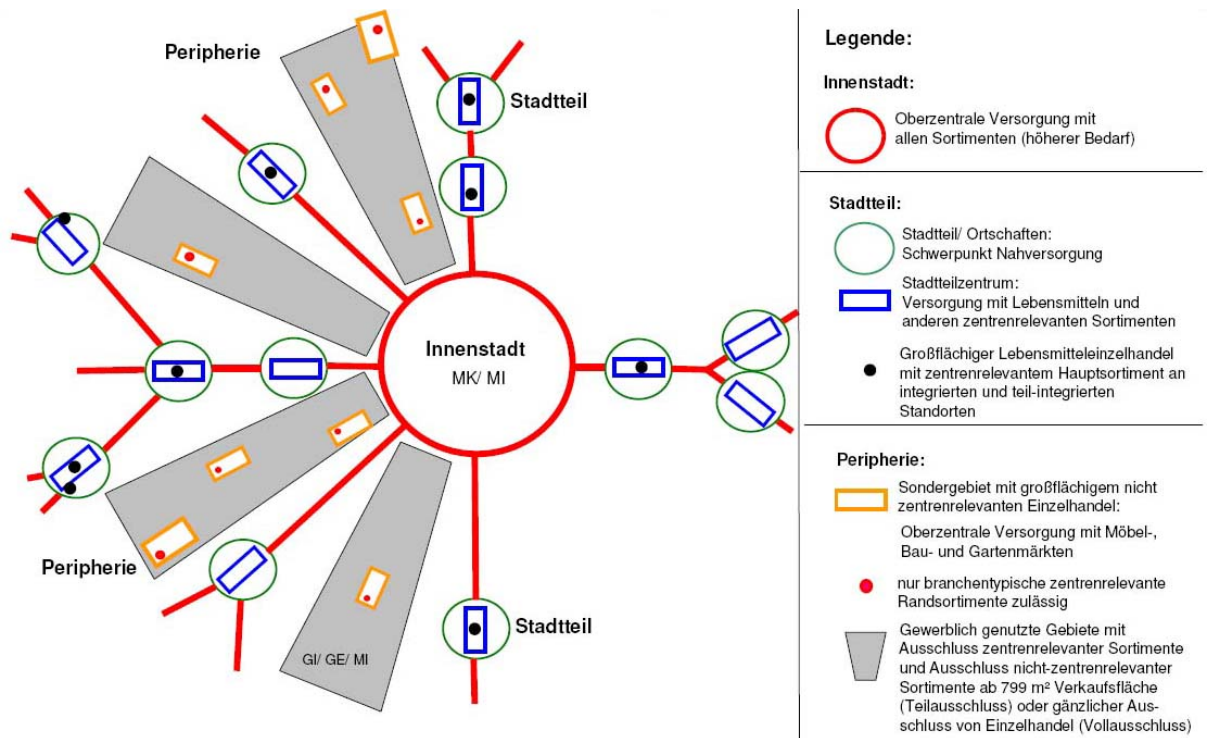 Peripherie
Stadtteil
Innenstadt
MK/ MI
Peripherie
Stadtteil
GI/ GE/ MI
Legende:
Innenstadt:
Oberzentrale Versorgung mit
allen Sortimenten (höherer Bedarf)
Stadtteil:
Stadtteil/ Ortschaften:
Schwerpunkt Nahversorgung
Stadtteilzentrum:
Versorgung mit Lebensmitteln und
anderen zentrenrelevanten Sortimenten
Großflächiger Lebensmitteleinzelhandel
mit zentrenrelevantem Hauptsortiment an
integrierten und teil-integrierten
Standorten
Peripherie:
Sondergebiet mit großflächigem nicht
zentrenrelevanten Einzelhandel:
Oberzentrale Versorgung mit Möbel-,
Bau- und Gartenmärkten
nur branchentypische zentrenrelevante
Randsortimente zulässig
Gewerblich genutzte Gebiete mit
Ausschluss zentrenrelevanter Sortimente
und Ausschluss nicht-zentrenrelevanter
Sortimente ab 799 m² Verkaufsfläche
(Teilausschluss) oder gänzlicher Aus-
schluss von Einzelhandel (Vollausschluss)